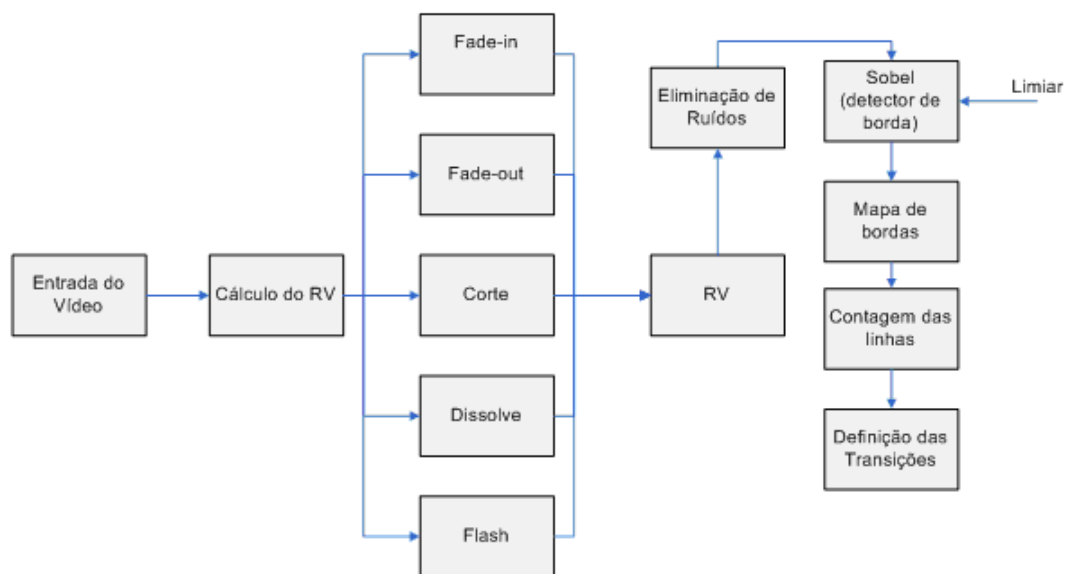 Entrada do
Vídeo
Cálculo do RV
Fade-in
Fade-out
Corte
Dissolve
Flash
RV
Eliminação de
Ruídos
Sobel
(detector de
borda)
Limiar
Mapa de
bordas
Contagem das
linhas
Definição das
Transições